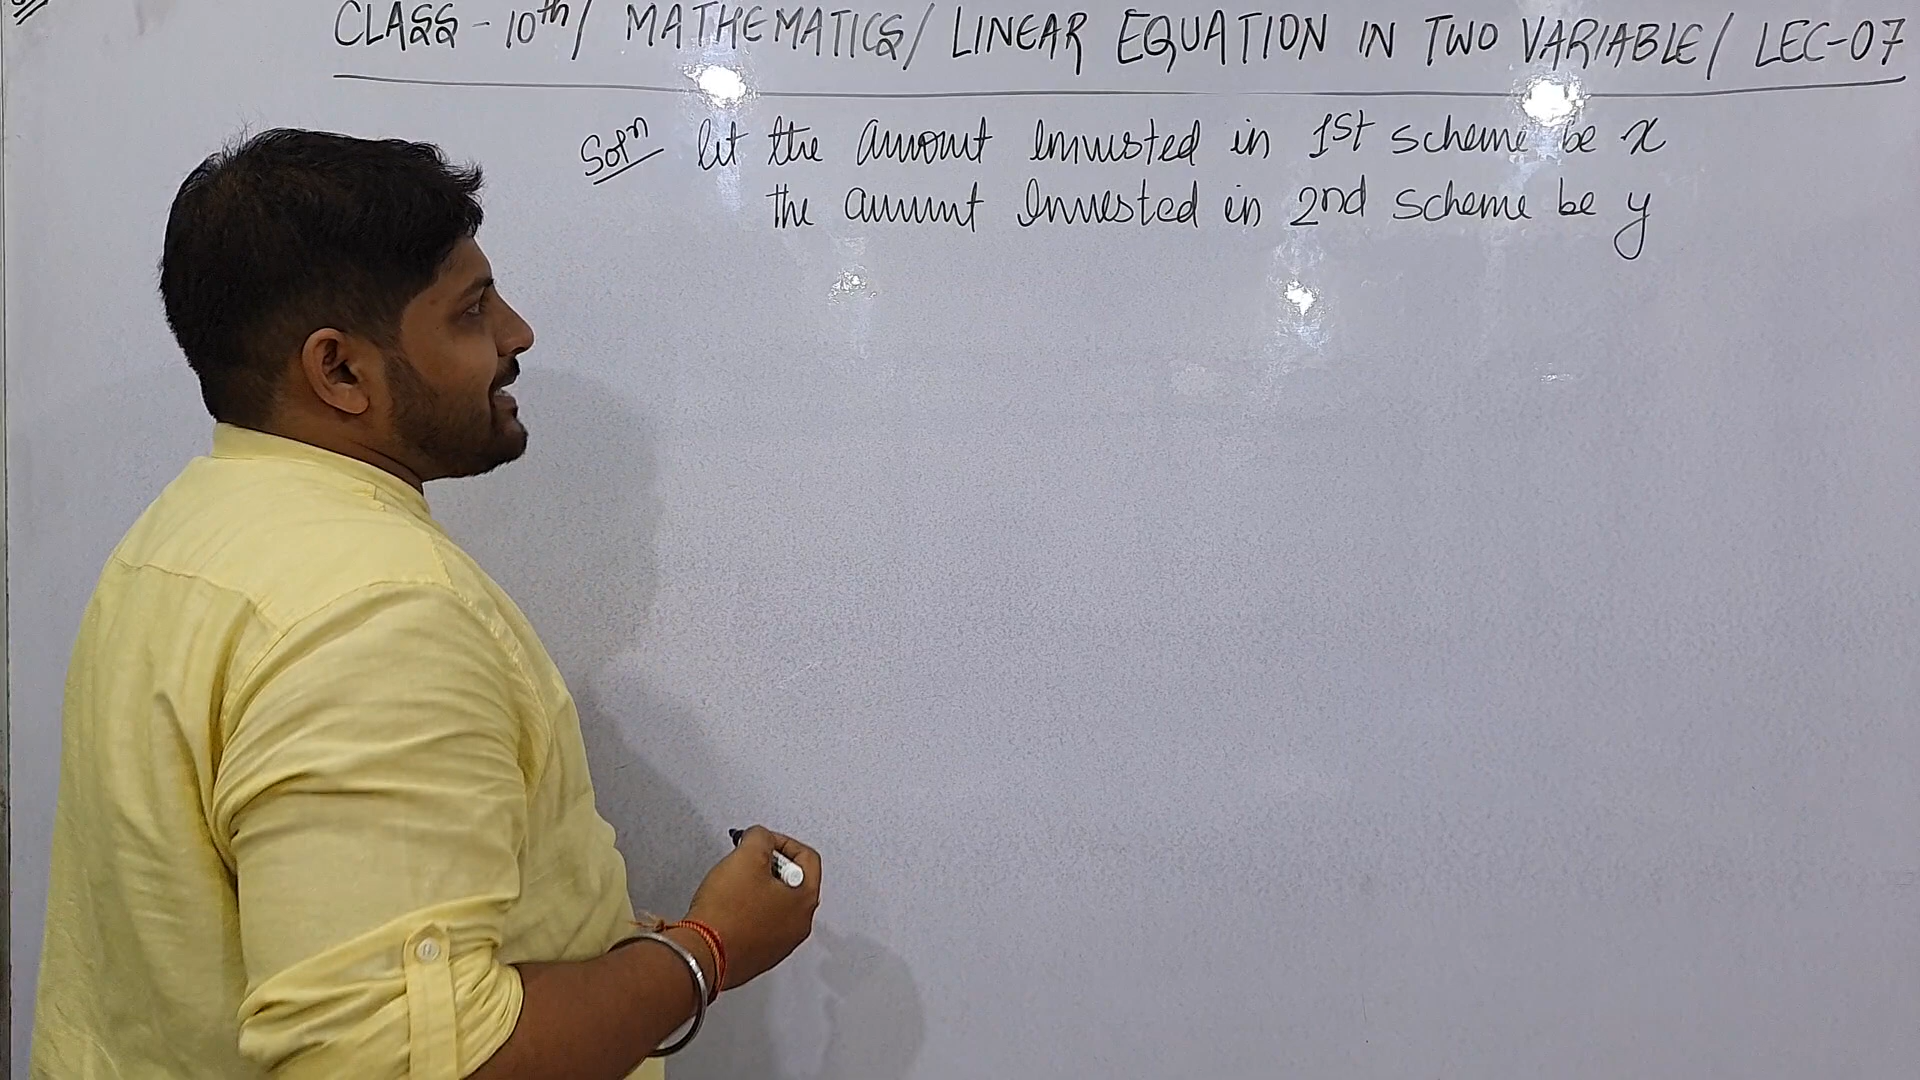 CLASS - 10th / MATHEMATICS / LINEAR EQUATION IN TWO VARIABLE / LEC-07
Soln let the amount Invested in 1st scheme be x
the amount Invested in 2nd scheme be y